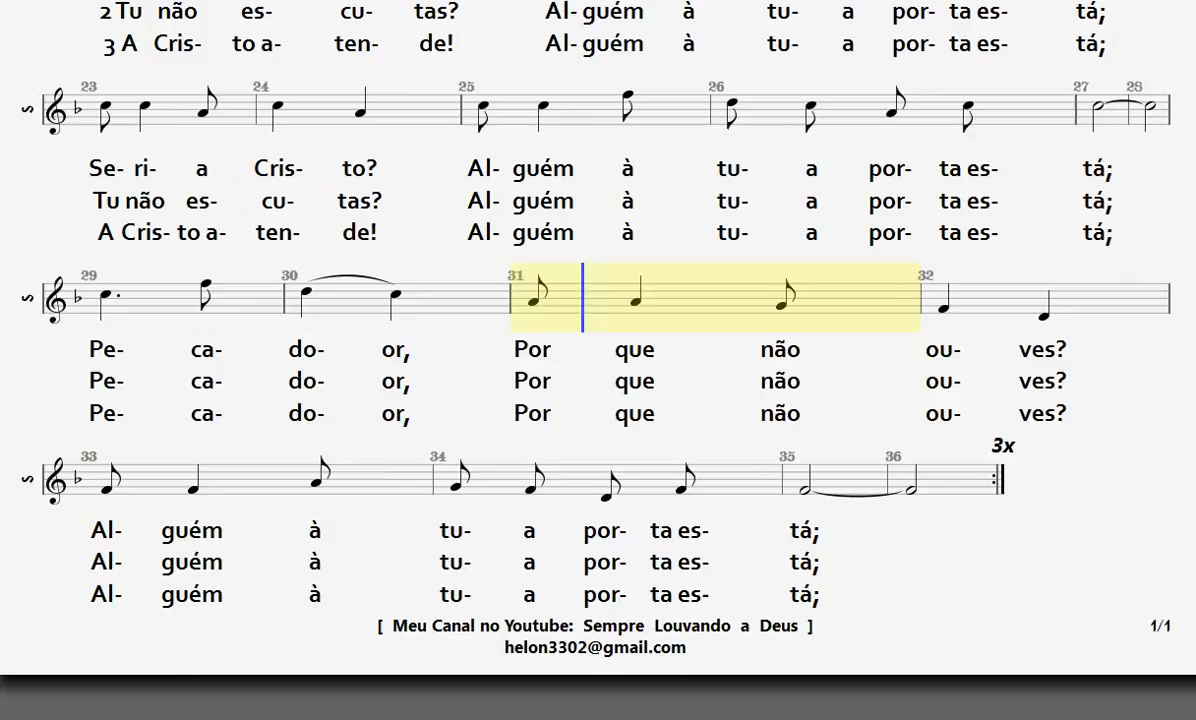 2 Tu não es- cu- tas? Al- guém à tu- a por- ta es- tá;
3 A Cris- to a- ten- de! Al- guém à tu- a por- ta es- tá;
23 24 25 26 27 28
S
Se- ri- a Cris- to? Al- guém à tu- a por- ta es- tá;
Tu não es- cu- tas? Al- guém à tu- a por- ta es- tá;
A Cris- to a- ten- de! Al- guém à tu- a por- ta es- tá;
29 30 31 32
S
Pe- ca- do- or, Por que não ou- ves?
Pe- ca- do- or, Por que não ou- ves?
Pe- ca- do- or, Por que não ou- ves?
3x
33 34 35 36
S
Al- guém à tu- a por- ta es- tá;
Al- guém à tu- a por- ta es- tá;
Al- guém à tu- a por- ta es- tá;
[ Meu Canal no Youtube: Sempre Louvando a Deus ] 1/1
helon3302@gmail.com